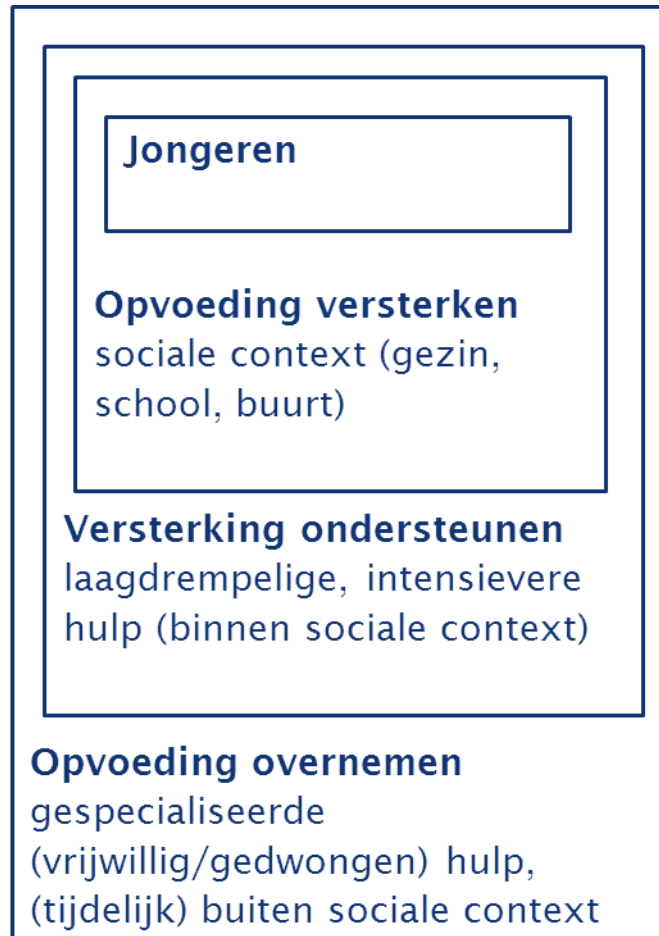 Jongeren
Opvoeding versterken
sociale context (gezin,
school, buurt)
Versterking ondersteunen
laagdrempelige, intensievere
hulp (binnen sociale context)
Opvoeding overnemen
gespecialiseerde
(vrijwillig/gedwongen) hulp,
(tijdelijk) buiten sociale context